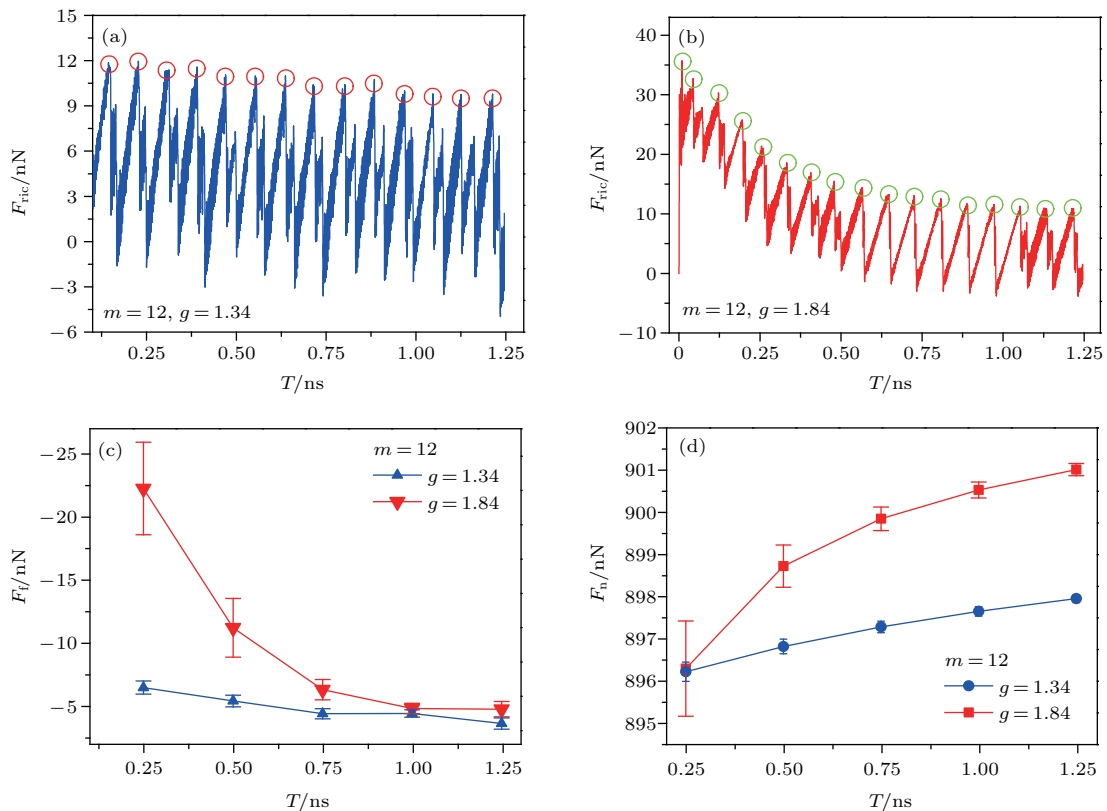 (a)
15
12
9
6
3
0
−3
−6
F_ric/nN
m = 12, g = 1.34
0.25 0.50 0.75 1.00 1.25
T/ns
(b)
40
30
20
10
0
−10
F_ric/nN
m = 12, g = 1.84
0 0.25 0.50 0.75 1.00 1.25
T/ns
(c)
−25
−20
−15
−10
−5
F_f/nN
m = 12
g = 1.34
g = 1.84
0.25 0.50 0.75 1.00 1.25
T/ns
(d)
902
901
900
899
898
897
896
895
F_n/nN
m = 12
g = 1.34
g = 1.84
0.25 0.50 0.75 1.00 1.25
T/ns